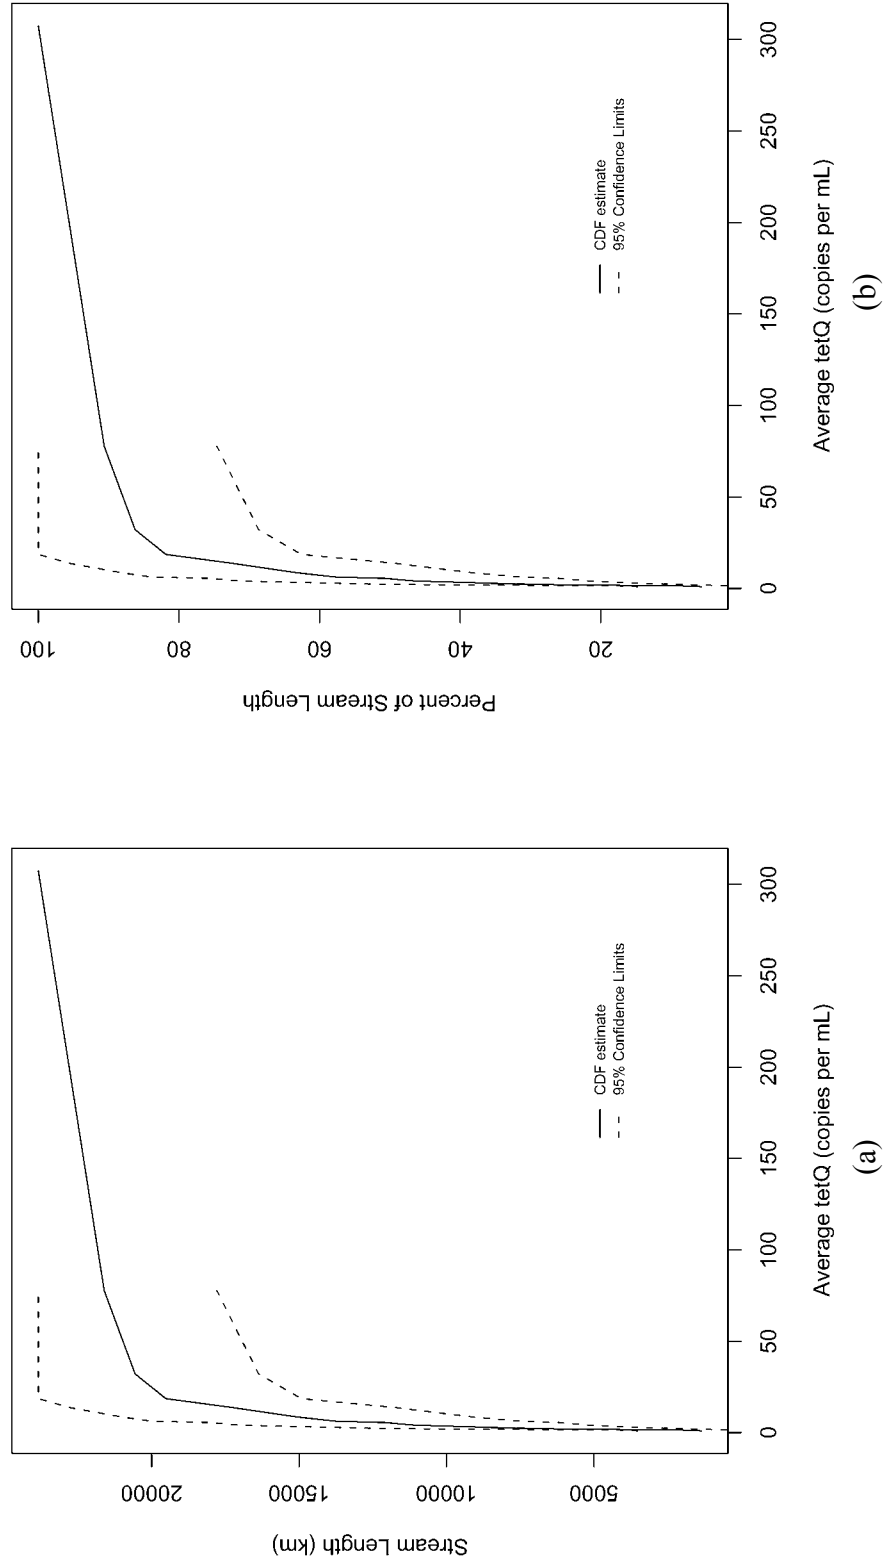 20000
15000
10000
5000
Stream Length (km)
0
50
100
150
200
250
300
Average tetQ (copies per mL)
CDF estimate
95% Confidence Limits
(a)
100
80
60
40
20
Percent of Stream Length
0
50
100
150
200
250
300
Average tetQ (copies per mL)
CDF estimate
95% Confidence Limits
(b)